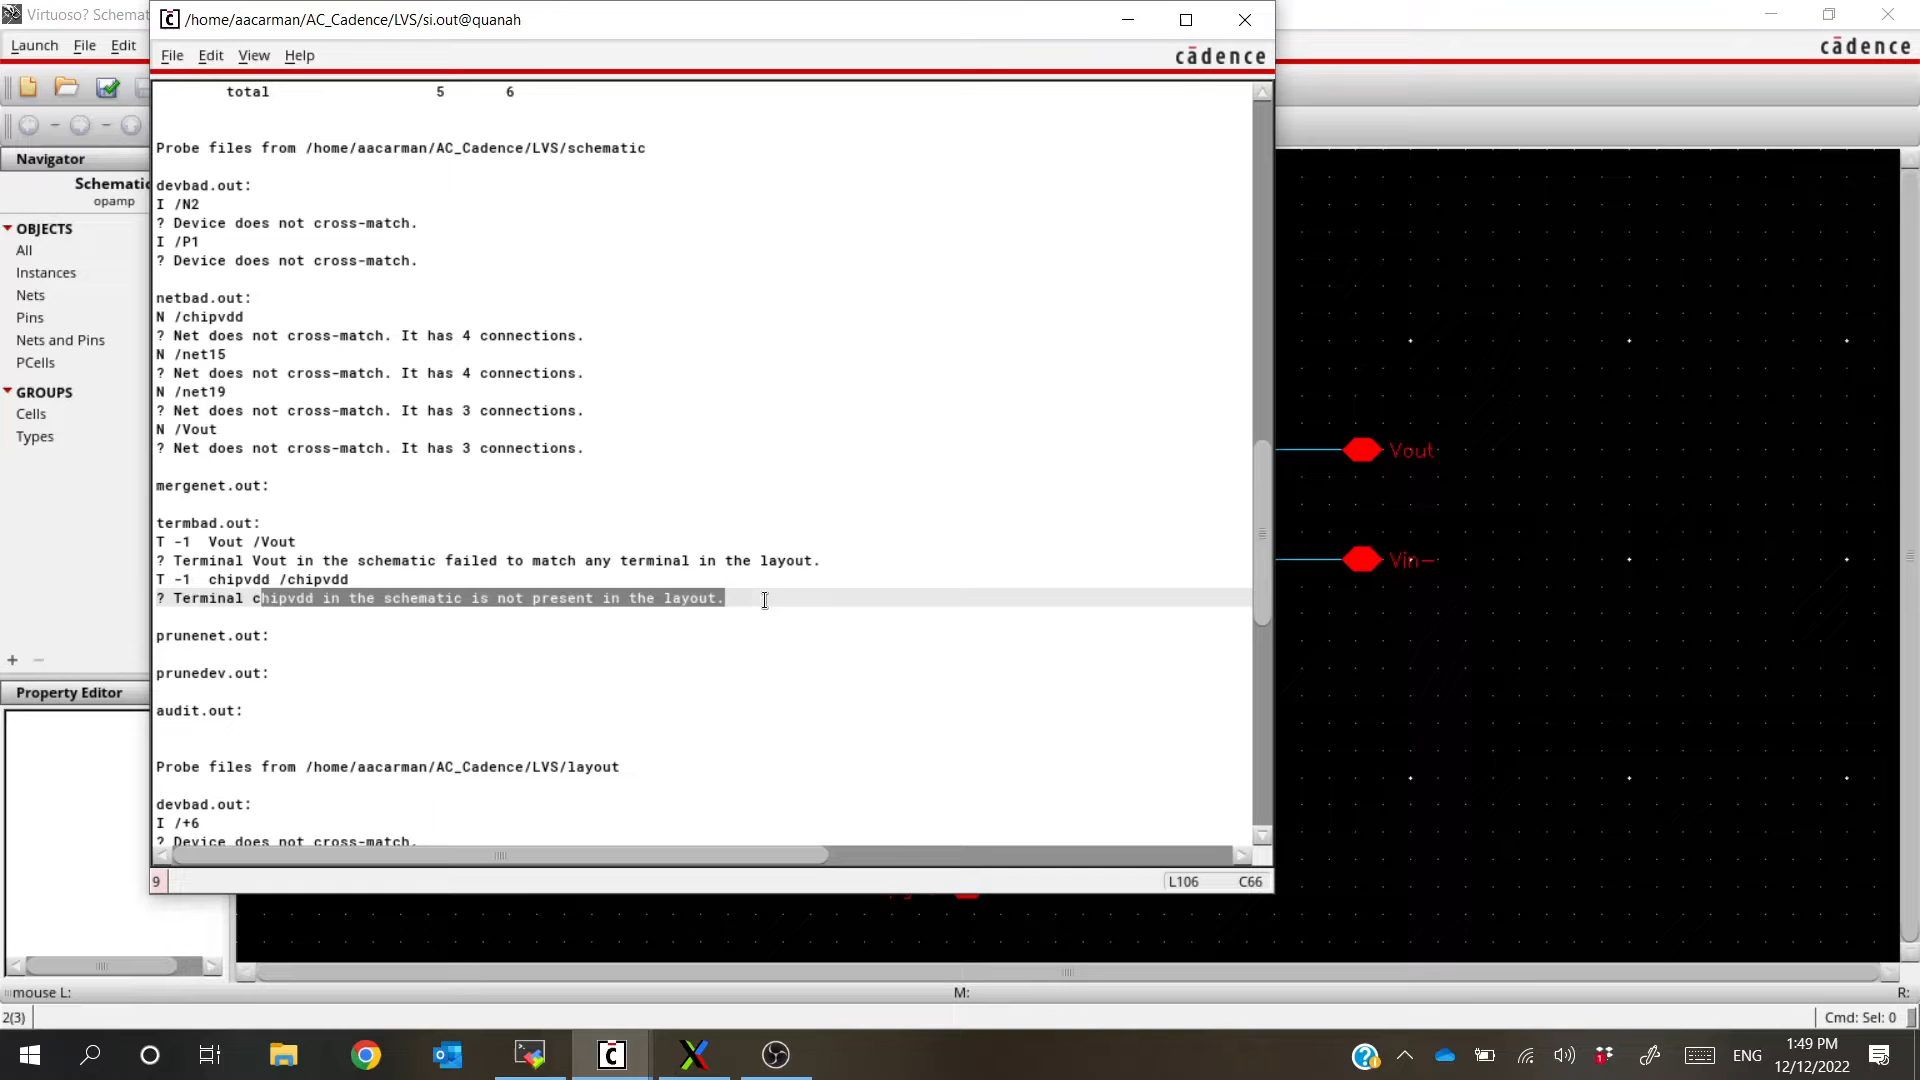 Virtuoso? Schemat
/home/aacarman/AC_Cadence/LVS/si.out@quanah
Launch File Edit
File Edit View Help
cādence
cādence
total 5 6
Probe files from /home/aacarman/AC_Cadence/LVS/schematic
devbad.out:
I /N2
? Device does not cross-match.
I /P1
? Device does not cross-match.
netbad.out:
N /chipvdd
? Net does not cross-match. It has 4 connections.
N /net15
? Net does not cross-match. It has 4 connections.
N /net19
? Net does not cross-match. It has 3 connections.
N /Vout
? Net does not cross-match. It has 3 connections.
mergenet.out:
termbad.out:
T -1 Vout /Vout
? Terminal Vout in the schematic failed to match any terminal in the layout.
T -1 chipvdd /chipvdd
? Terminal chipvdd in the schematic is not present in the layout.
prunenet.out:
prunedev.out:
audit.out:
Probe files from /home/aacarman/AC_Cadence/LVS/layout
devbad.out:
I /+6
? Device does not cross-match.
9
L106 C66
Navigator
Schematic
opamp
OBJECTS
All
Instances
Nets
Pins
Nets and Pins
PCells
GROUPS
Cells
Types
Property Editor
Vout
Vin-
mouse L: M: R:
2(3)
Cmd: Sel: 0
ENG
1:49 PM
12/12/2022